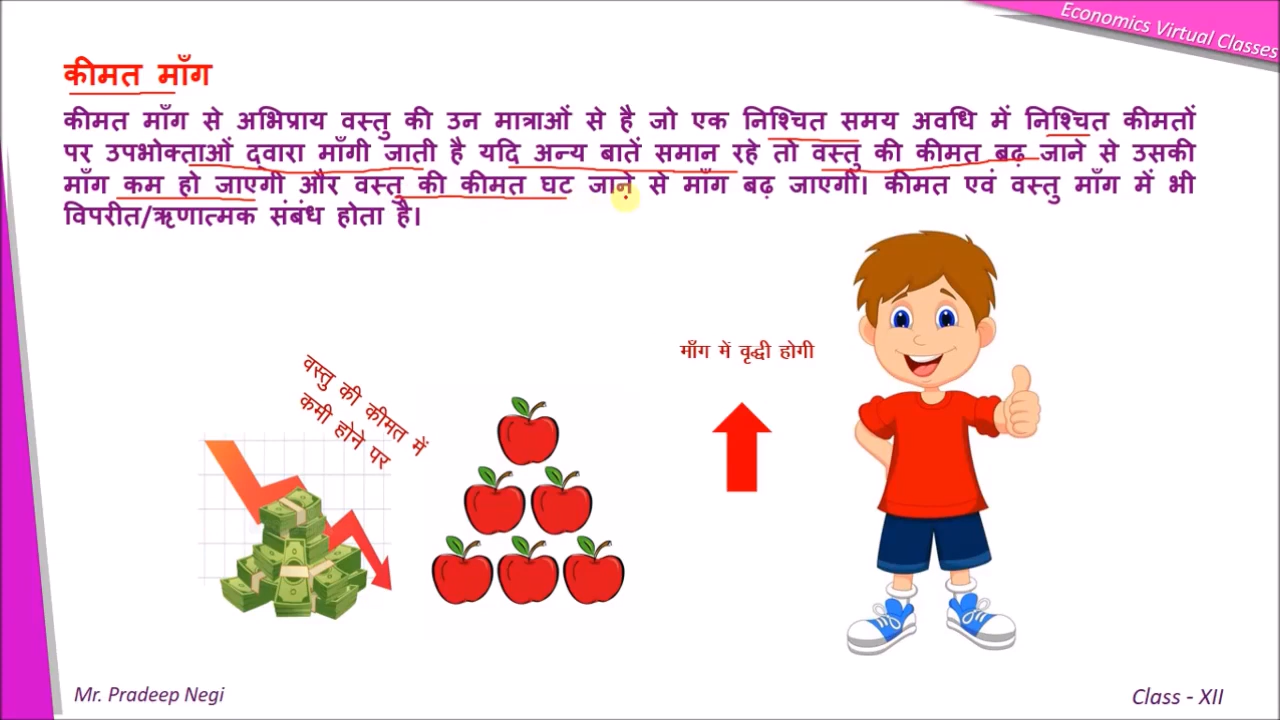 Economics Virtual Classes
कीमत माँग
कीमत माँग से अभिप्राय वस्तु की उन मात्राओं से है जो एक निश्चित समय अवधि में निश्चित कीमतों
पर उपभोक्ताओं द्वारा माँगी जाती है यदि अन्य बातें समान रहे तो वस्तु की कीमत बढ़ जाने से उसकी
माँग कम हो जाएगी और वस्तु की कीमत घट जाने से माँग बढ़ जाएगी। कीमत एवं वस्तु माँग में भी
विपरीत/ऋणात्मक संबंध होता है।
माँग में वृद्धी होगी
वस्तु की कीमत में
कमी होने पर
Mr. Pradeep Negi
Class - XII